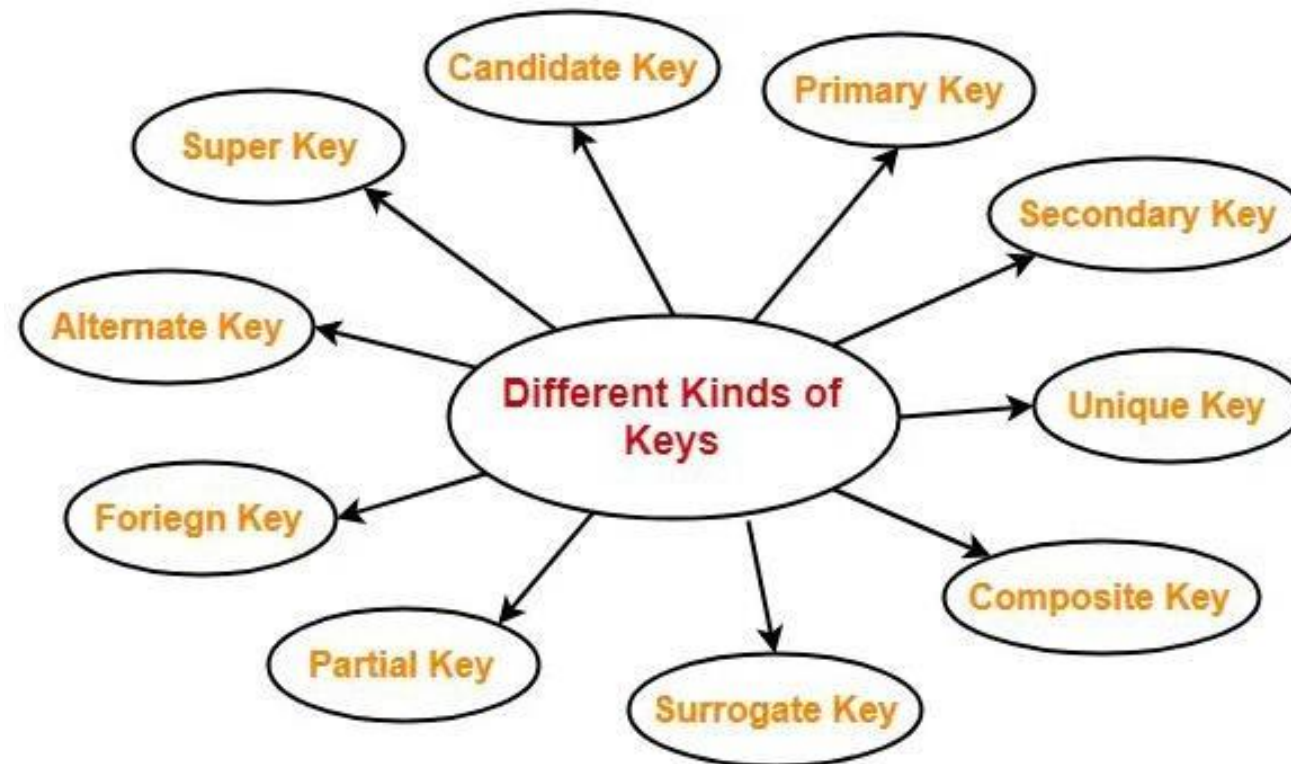 Candidate Key
Primary Key
Super Key
Secondary Key
Alternate Key
Different Kinds of
Keys
Unique Key
Foriegn Key
Composite Key
Partial Key
Surrogate Key